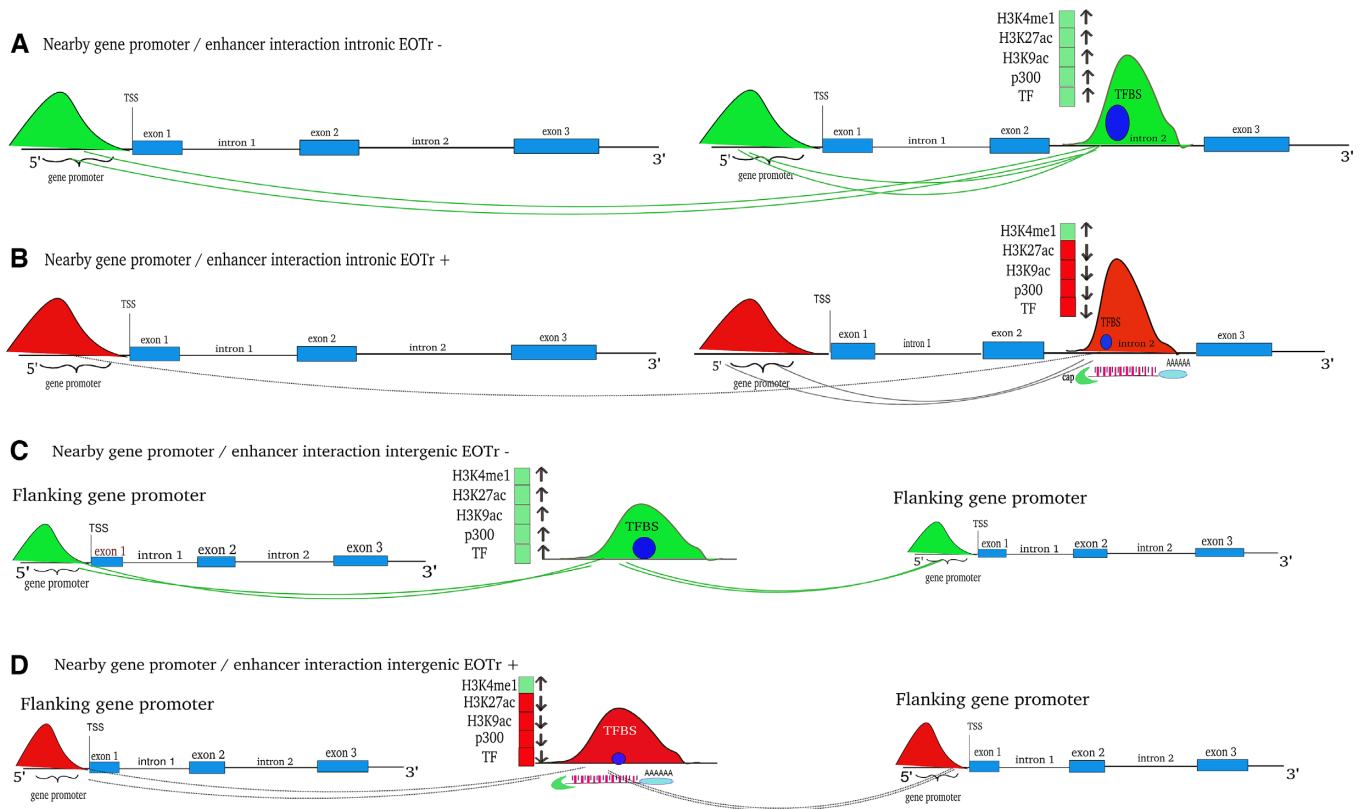 A Nearby gene promoter / enhancer interaction intronic EOTr -
H3K4me1
H3K27ac
H3K9ac
p300
TF
TSS
exon 1
intron 1
exon 2
intron 2
exon 3
5'
3'
gene promoter
TSS
exon 1
intron 1
exon 2
TFBS
intron 2
exon 3
5'
3'
gene promoter
B Nearby gene promoter / enhancer interaction intronic EOTr +
H3K4me1
H3K27ac
H3K9ac
p300
TF
TSS
exon 1
intron 1
exon 2
intron 2
exon 3
5'
3'
gene promoter
TSS
exon 1
intron 1
exon 2
TFBS
intron 2
exon 3
5'
3'
gene promoter
cap
AAAAAA
C Nearby gene promoter / enhancer interaction intergenic EOTr -
Flanking gene promoter
H3K4me1
H3K27ac
H3K9ac
p300
TF
TSS
exon 1
intron 1
exon 2
intron 2
exon 3
5'
3'
gene promoter
TFBS
Flanking gene promoter
TSS
exon 1
intron 1
exon 2
intron 2
exon 3
5'
3'
gene promoter
D Nearby gene promoter / enhancer interaction intergenic EOTr +
Flanking gene promoter
H3K4me1
H3K27ac
H3K9ac
p300
TF
TSS
exon 1
intron 1
exon 2
intron 2
exon 3
5'
3'
gene promoter
TFBS
AAAAAA
Flanking gene promoter
TSS
exon 1
intron 1
exon 2
intron 2
exon 3
5'
3'
gene promoter